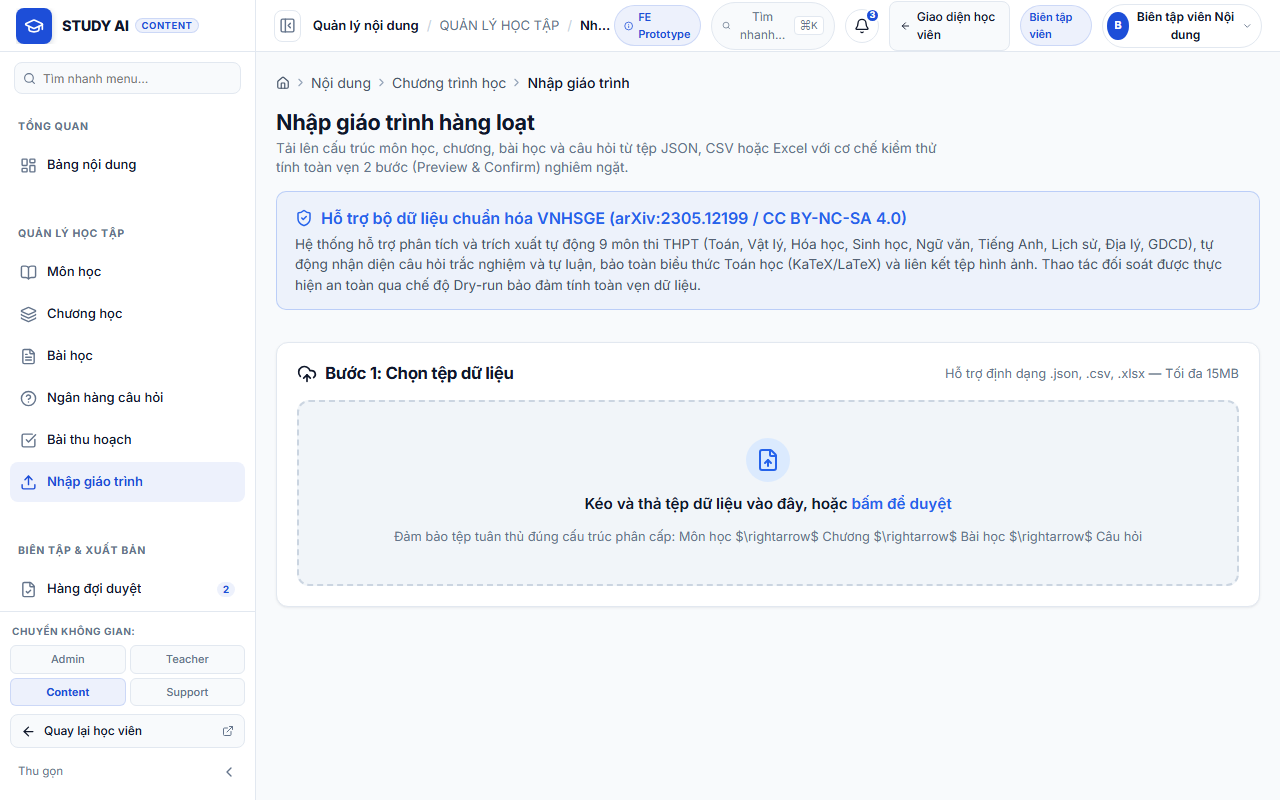 STUDY AI CONTENT
Tìm nhanh menu...
TỔNG QUAN
Bảng nội dung
QUẢN LÝ HỌC TẬP
Môn học
Chương học
Bài học
Ngân hàng câu hỏi
Bài thu hoạch
Nhập giáo trình
BIÊN TẬP & XUẤT BẢN
Hàng đợi duyệt 2
CHUYỂN KHÔNG GIAN:
Admin Teacher
Content Support
Quay lại học viên
Thu gọn
Quản lý nội dung / QUẢN LÝ HỌC TẬP / Nh...
FE
Prototype
Tìm
nhanh...
⌘K
3
Giao diện học
viên
Biên tập
viên
B
Biên tập viên Nội
dung
Nội dung > Chương trình học > Nhập giáo trình
Nhập giáo trình hàng loạt
Tải lên cấu trúc môn học, chương, bài học và câu hỏi từ tệp JSON, CSV hoặc Excel với cơ chế kiểm thử
tính toàn vẹn 2 bước (Preview & Confirm) nghiêm ngặt.
Hỗ trợ bộ dữ liệu chuẩn hóa VNHSGE (arXiv:2305.12199 / CC BY-NC-SA 4.0)
Hệ thống hỗ trợ phân tích và trích xuất tự động 9 môn thi THPT (Toán, Vật lý, Hóa học, Sinh học, Ngữ văn, Tiếng Anh, Lịch sử, Địa lý, GDCD), tự
động nhận diện câu hỏi trắc nghiệm và tự luận, bảo toàn biểu thức Toán học (KaTeX/LaTeX) và liên kết tệp hình ảnh. Thao tác đối soát được thực
hiện an toàn qua chế độ Dry-run bảo đảm tính toàn vẹn dữ liệu.
Bước 1: Chọn tệp dữ liệu
Hỗ trợ định dạng .json, .csv, .xlsx — Tối đa 15MB
Kéo và thả tệp dữ liệu vào đây, hoặc bấm để duyệt
Đảm bảo tệp tuân thủ đúng cấu trúc phân cấp: Môn học $\rightarrow$ Chương $\rightarrow$ Bài học $\rightarrow$ Câu hỏi